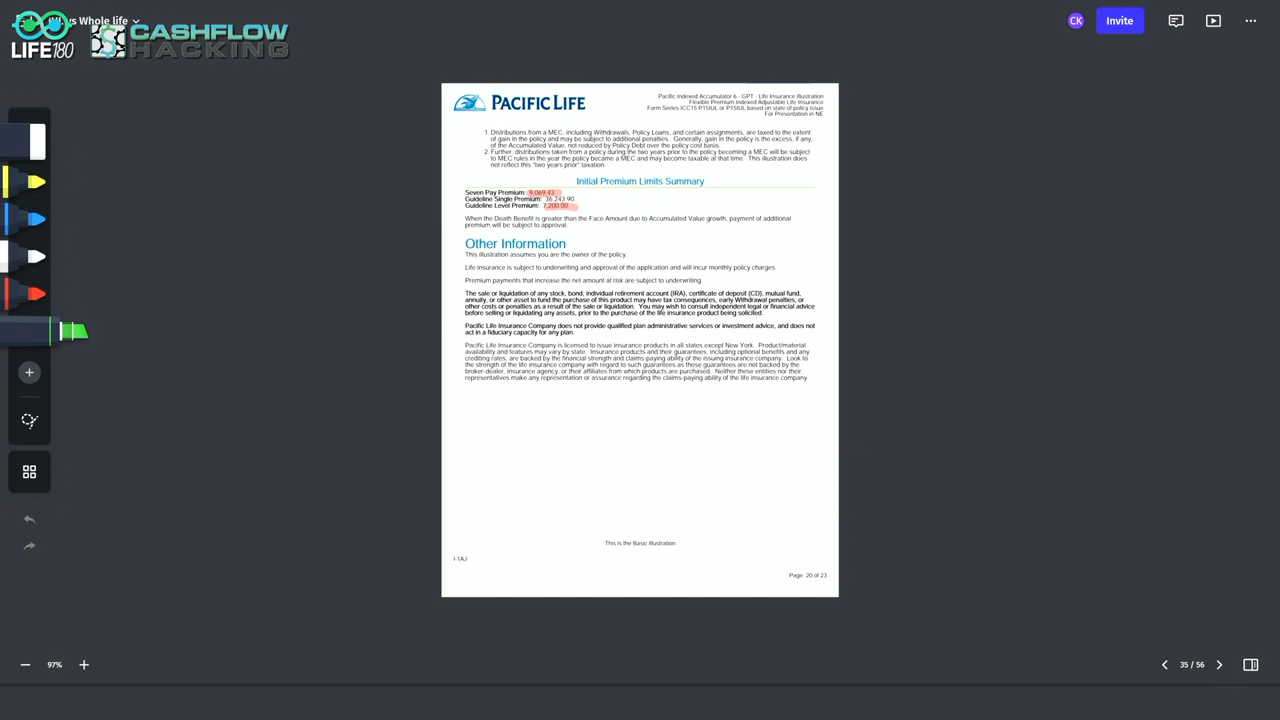 ys Whole life
LIFE180
CASHFLOW
HACKING
CK
Invite
PACIFIC LIFE
Pacific Indexed Accumulator 6 - GPT - Life Insurance Illustration
Flexible Premium Indexed Adjustable Life Insurance
Form Series ICC15 P15IUL or P15IUL based on state of policy issue
For Presentation in NE
1. Distributions from a MEC, including Withdrawals, Policy Loans, and certain assignments, are taxed to the extent
of gain in the policy and may be subject to additional penalties. Generally, gain in the policy is the excess, if any,
of the Accumulated Value, not reduced by Policy Debt over the policy cost basis.
2. Further, distributions taken from a policy during the two years prior to the policy becoming a MEC will be subject
to MEC rules in the year the policy became a MEC and may become taxable at that time. This illustration does
not reflect this "two years prior" taxation.
Initial Premium Limits Summary
Seven Pay Premium: 9,069.43
Guideline Single Premium: 36,243.90
Guideline Level Premium: 7,200.00
When the Death Benefit is greater than the Face Amount due to Accumulated Value growth, payment of additional
premium will be subject to approval.
Other Information
This illustration assumes you are the owner of the policy.
Life insurance is subject to underwriting and approval of the application and will incur monthly policy charges.
Premium payments that increase the net amount at risk are subject to underwriting.
The sale or liquidation of any stock, bond, individual retirement account (IRA), certificate of deposit (CD), mutual fund,
annuity, or other asset to fund the purchase of this product may have tax consequences, early Withdrawal penalties, or
other costs or penalties as a result of the sale or liquidation. You may wish to consult independent legal or financial advice
before selling or liquidating any assets, prior to the purchase of the life insurance product being solicited.
Pacific Life Insurance Company does not provide qualified plan administrative services or investment advice, and does not
act in a fiduciary capacity for any plan.
Pacific Life Insurance Company is licensed to issue insurance products in all states except New York. Product/material
availability and features may vary by state. Insurance products and their guarantees, including optional benefits and any
crediting rates, are backed by the financial strength and claims-paying ability of the issuing insurance company. Look to
the strength of the life insurance company with regard to such guarantees as these guarantees are not backed by the
broker-dealer, insurance agency, or their affiliates from which products are purchased. Neither these entities nor their
representatives make any representation or assurance regarding the claims-paying ability of the life insurance company.
This is the Basic Illustration
I-1AJ
Page: 20 of 23
97%
35 / 56